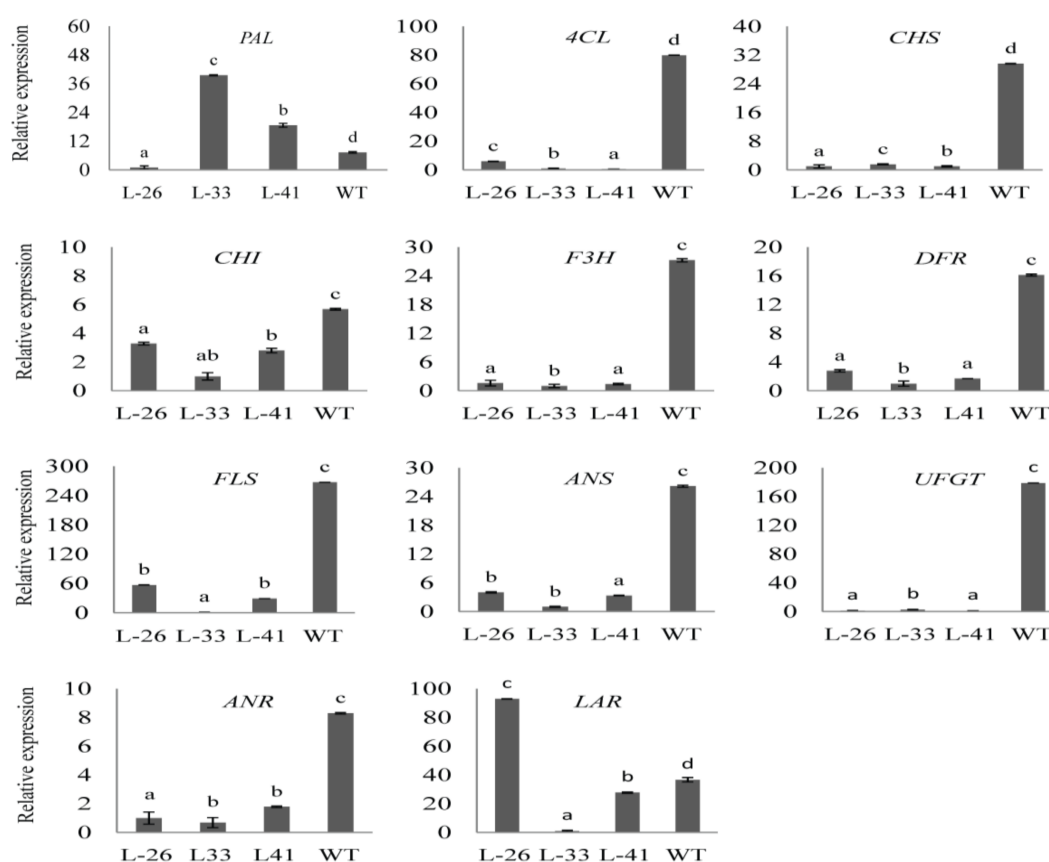 Relative expression
60
48
36
24
12
0
PAL
a
c
b
d
L-26 L-33 L-41 WT
100
80
60
40
20
0
4CL
c
b
a
d
L-26 L-33 L-41 WT
40
32
24
16
8
0
CHS
a
c
b
d
L-26 L-33 L-41 WT
Relative expression
10
8
6
4
2
0
CHI
a
ab
b
c
L-26 L-33 L-41 WT
30
24
18
12
6
0
F3H
a
b
a
c
L-26 L-33 L-41 WT
20
16
12
8
4
0
DFR
a
b
a
c
L26 L33 L-41 WT
Relative expression
300
240
180
120
60
0
FLS
b
a
b
c
L-26 L-33 L-41 WT
30
24
18
12
6
0
ANS
b
b
a
c
L-26 L-33 L-41 WT
200
160
120
80
40
0
UFGT
a
b
a
c
L-26 L-33 L-41 WT
Relative expression
10
8
6
4
2
0
ANR
a
b
b
c
L-26 L33 L41 WT
100
80
60
40
20
0
LAR
c
a
b
d
L-26 L-33 L-41 WT